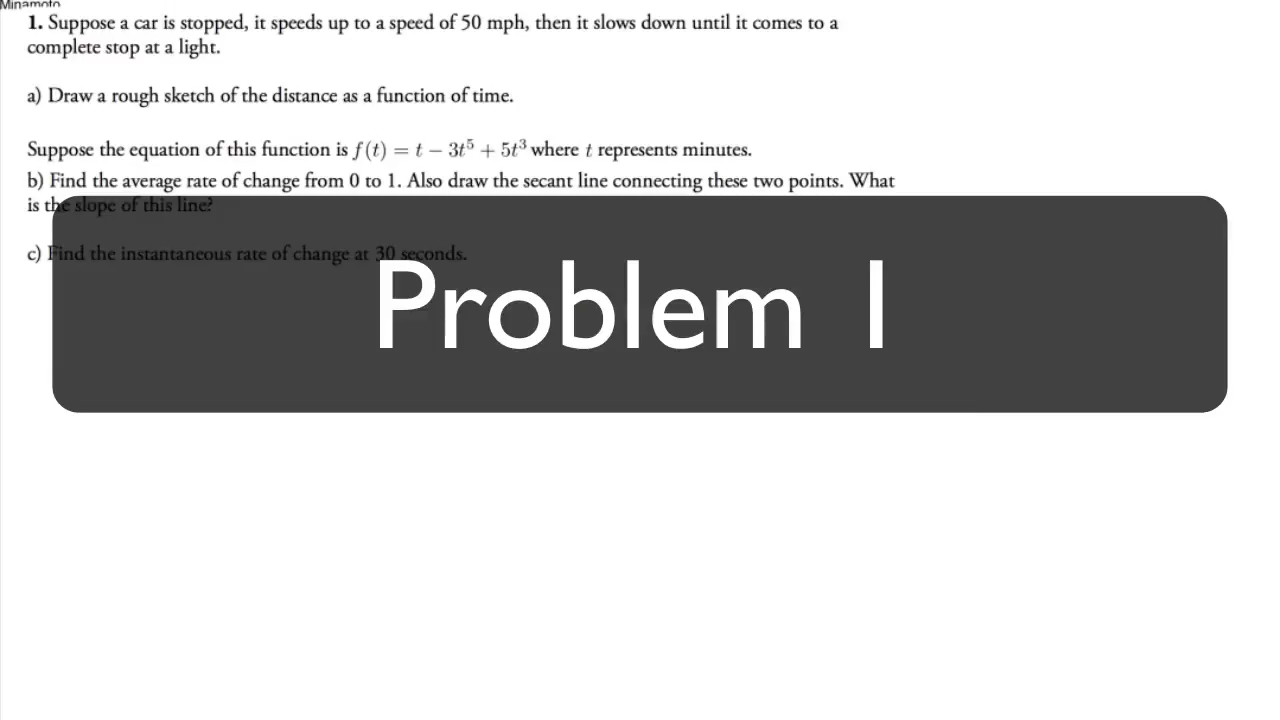 Minamoto
1. Suppose a car is stopped, it speeds up to a speed of 50 mph, then it slows down until it comes to a
complete stop at a light.
a) Draw a rough sketch of the distance as a function of time.
Suppose the equation of this function is f(t) = t − 3t⁵ + 5t³ where t represents minutes.
b) Find the average rate of change from 0 to 1. Also draw the secant line connecting these two points. What
is the slope of this line?
c) Find the instantaneous rate of change at 30 seconds.
Problem 1